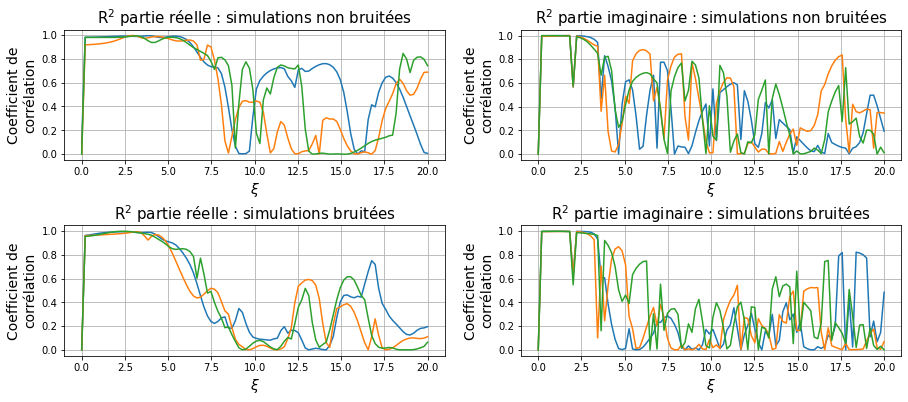 R² partie réelle : simulations non bruitées
Coefficient de
corrélation
1.0
0.8
0.6
0.4
0.2
0.0
0.0 2.5 5.0 7.5 10.0 12.5 15.0 17.5 20.0
ξ
R² partie imaginaire : simulations non bruitées
Coefficient de
corrélation
1.0
0.8
0.6
0.4
0.2
0.0
0.0 2.5 5.0 7.5 10.0 12.5 15.0 17.5 20.0
ξ
R² partie réelle : simulations bruitées
Coefficient de
corrélation
1.0
0.8
0.6
0.4
0.2
0.0
0.0 2.5 5.0 7.5 10.0 12.5 15.0 17.5 20.0
ξ
R² partie imaginaire : simulations bruitées
Coefficient de
corrélation
1.0
0.8
0.6
0.4
0.2
0.0
0.0 2.5 5.0 7.5 10.0 12.5 15.0 17.5 20.0
ξ